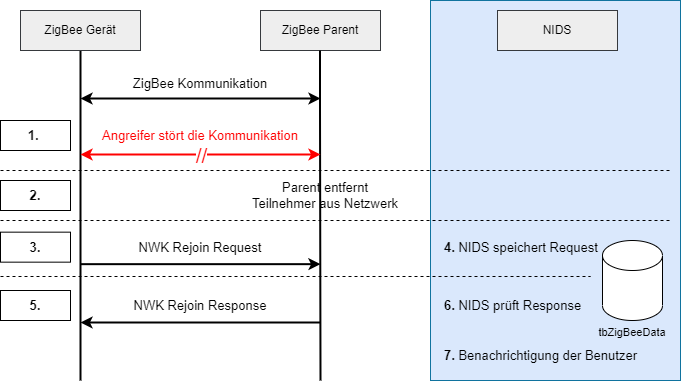 ZigBee Gerät
ZigBee Parent
NIDS
ZigBee Kommunikation
1.
Angreifer stört die Kommunikation
//
2.
Parent entfernt
Teilnehmer aus Netzwerk
3.
NWK Rejoin Request
4. NIDS speichert Request
5.
NWK Rejoin Response
6. NIDS prüft Response
tbZigBeeData
7. Benachrichtigung der Benutzer